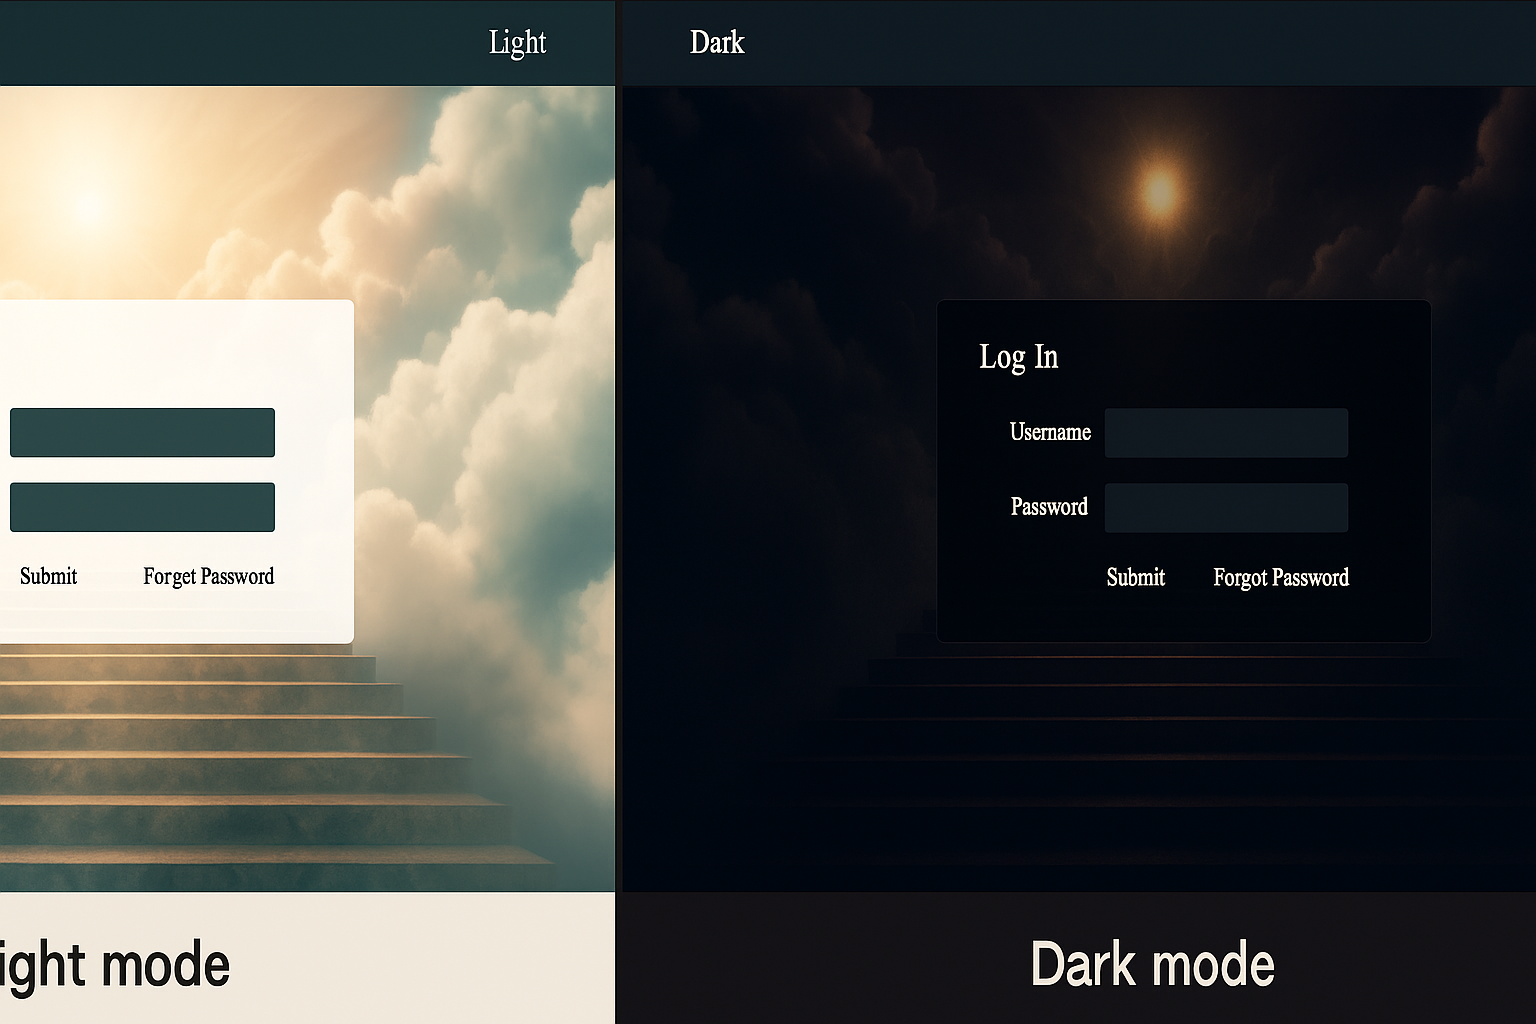 Light
Dark
Log In
Username
Password
Submit Forget Password
Submit Forgot Password
ight mode
Dark mode